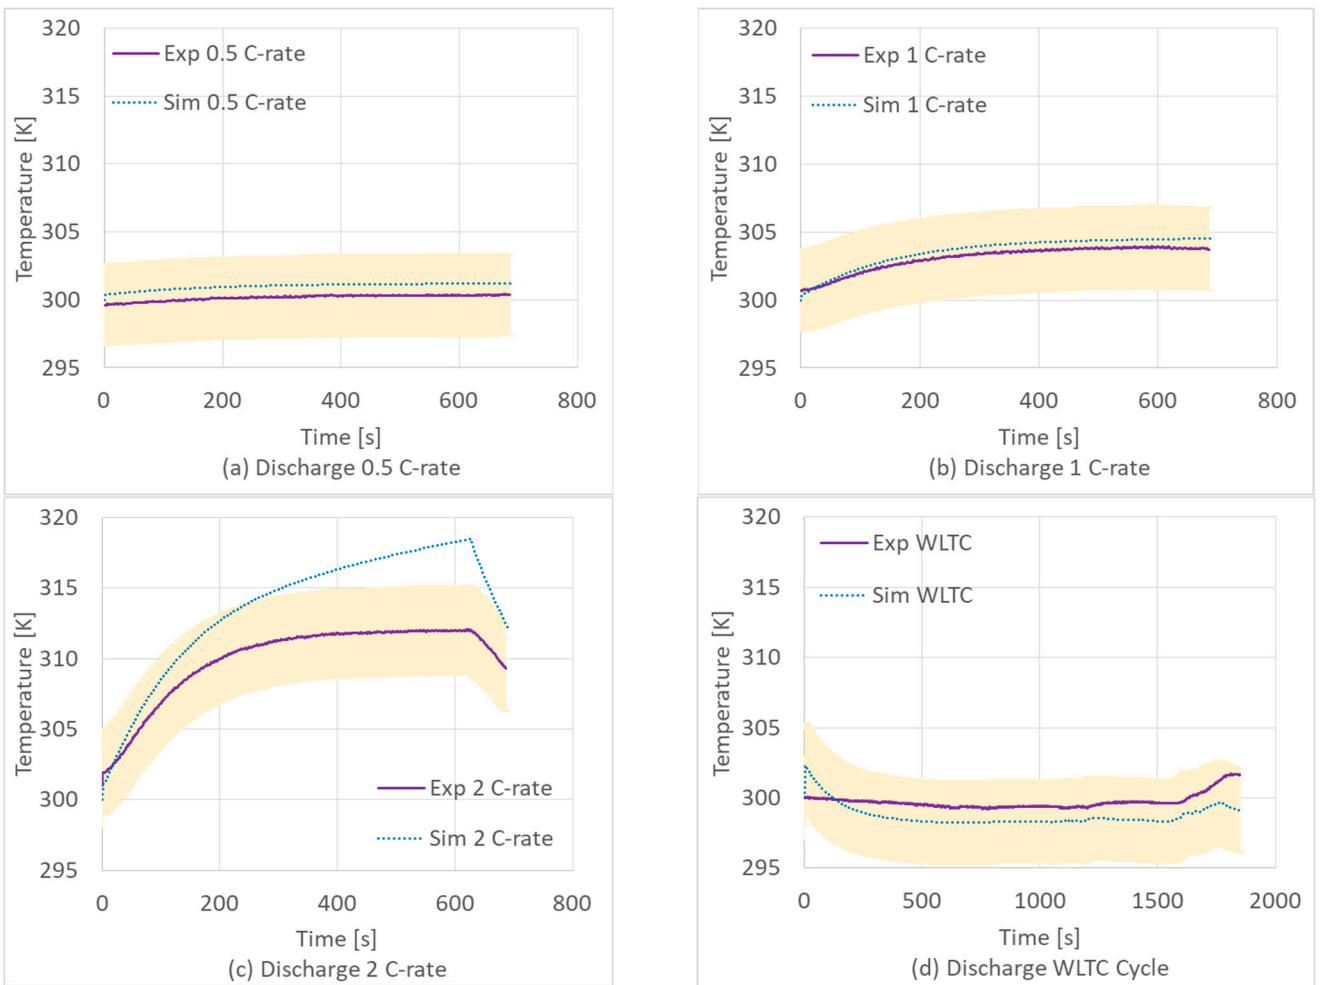 320
315
310
305
300
295
Temperature [K]
Exp 0.5 C-rate
Sim 0.5 C-rate
0 200 400 600 800
Time [s]
(a) Discharge 0.5 C-rate
320
315
310
305
300
295
Temperature [K]
Exp 1 C-rate
Sim 1 C-rate
0 200 400 600 800
Time [s]
(b) Discharge 1 C-rate
320
315
310
305
300
295
Temperature [K]
Exp 2 C-rate
Sim 2 C-rate
0 200 400 600 800
Time [s]
(c) Discharge 2 C-rate
320
315
310
305
300
295
Temperature [K]
Exp WLTC
Sim WLTC
0 500 1000 1500 2000
Time [s]
(d) Discharge WLTC Cycle